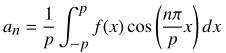 $a_n = \frac{1}{p} \int_{-p}^{p} f(x) \cos\left(\frac{n\pi}{p} x\right) dx$